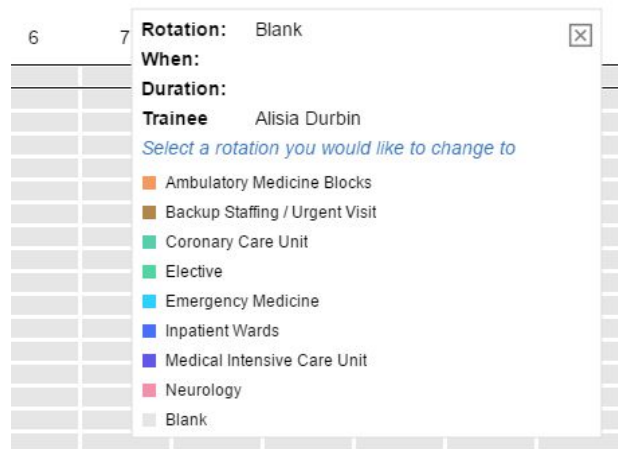 6
7
Rotation: Blank
When:
Duration:
Trainee Alisia Durbin
Select a rotation you would like to change to
Ambulatory Medicine Blocks
Backup Staffing / Urgent Visit
Coronary Care Unit
Elective
Emergency Medicine
Inpatient Wards
Medical Intensive Care Unit
Neurology
Blank